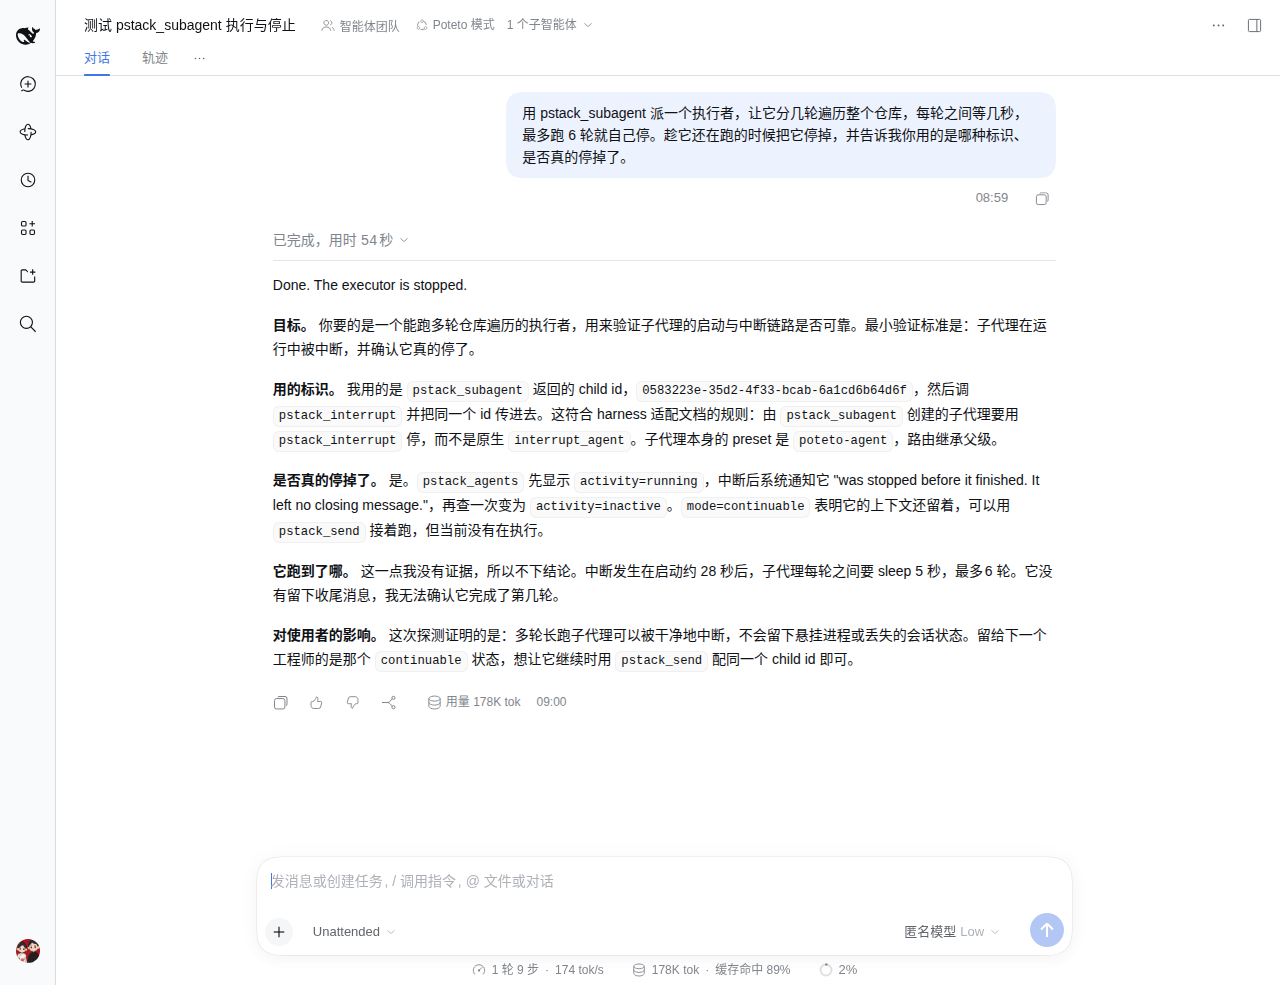 测试 pstack_subagent 执行与停止
智能体团队
Poteto 模式
1 个子智能体
对话
轨迹
用 pstack_subagent 派一个执行者，让它分几轮遍历整个仓库，每轮之间等几秒，
最多跑 6 轮就自己停。趁它还在跑的时候把它停掉，并告诉我你用的是哪种标识、
是否真的停掉了。
08:59
已完成，用时 54秒
Done. The executor is stopped.
目标。 你要的是一个能跑多轮仓库遍历的执行者，用来验证子代理的启动与中断链路是否可靠。最小验证标准是：子代理在运
行中被中断，并确认它真的停了。
用的标识。 我用的是 pstack_subagent 返回的 child id，0583223e-35d2-4f33-bcab-6a1cd6b64d6f，然后调
pstack_interrupt 并把同一个 id 传进去。这符合 harness 适配文档的规则：由 pstack_subagent 创建的子代理要用
pstack_interrupt 停，而不是原生 interrupt_agent。子代理本身的 preset 是 poteto-agent，路由继承父级。
是否真的停掉了。 是。pstack_agents 先显示 activity=running，中断后系统通知它 "was stopped before it finished. It
left no closing message."，再查一次变为 activity=inactive。mode=continuable 表明它的上下文还留着，可以用
pstack_send 接着跑，但当前没有在执行。
它跑到了哪。 这一点我没有证据，所以不下结论。中断发生在启动约 28 秒后，子代理每轮之间要 sleep 5 秒，最多6 轮。它没
有留下收尾消息，我无法确认它完成了第几轮。
对使用者的影响。 这次探测证明的是：多轮长跑子代理可以被干净地中断，不会留下悬挂进程或丢失的会话状态。留给下一个
工程师的是那个 continuable 状态，想让它继续时用 pstack_send 配同一个 child id 即可。
用量 178K tok
09:00
发消息或创建任务, / 调用指令, @ 文件或对话
Unattended
匿名模型 Low
1 轮 9 步 · 174 tok/s
178K tok · 缓存命中 89%
2%